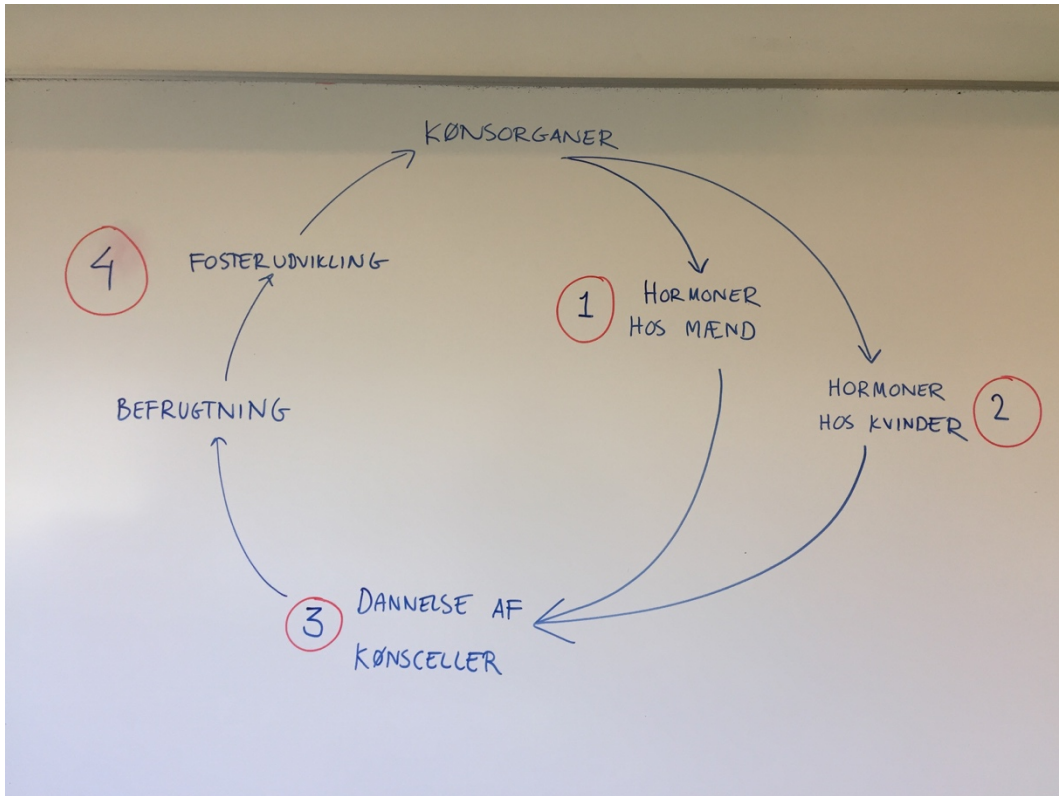 KØNSORGANER
4
FOSTERUDVIKLING
1
HORMONER
HOS MÆND
BEFRUGTNING
HORMONER
HOS KVINDER
2
3
DANNELSE AF
KØNSCELLER